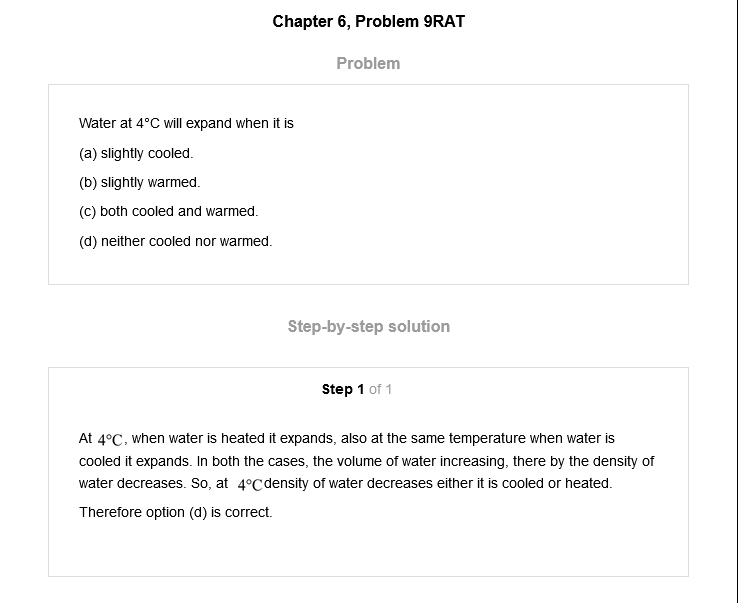 Chapter 6, Problem 9RAT
Problem
Water at 4°C will expand when it is
(a) slightly cooled.
(b) slightly warmed.
(c) both cooled and warmed.
(d) neither cooled nor warmed.
Step-by-step solution
Step 1 of 1
At 4°C, when water is heated it expands, also at the same temperature when water is
cooled it expands. In both the cases, the volume of water increasing, there by the density of
water decreases. So, at 4°C density of water decreases either it is cooled or heated.
Therefore option (d) is correct.